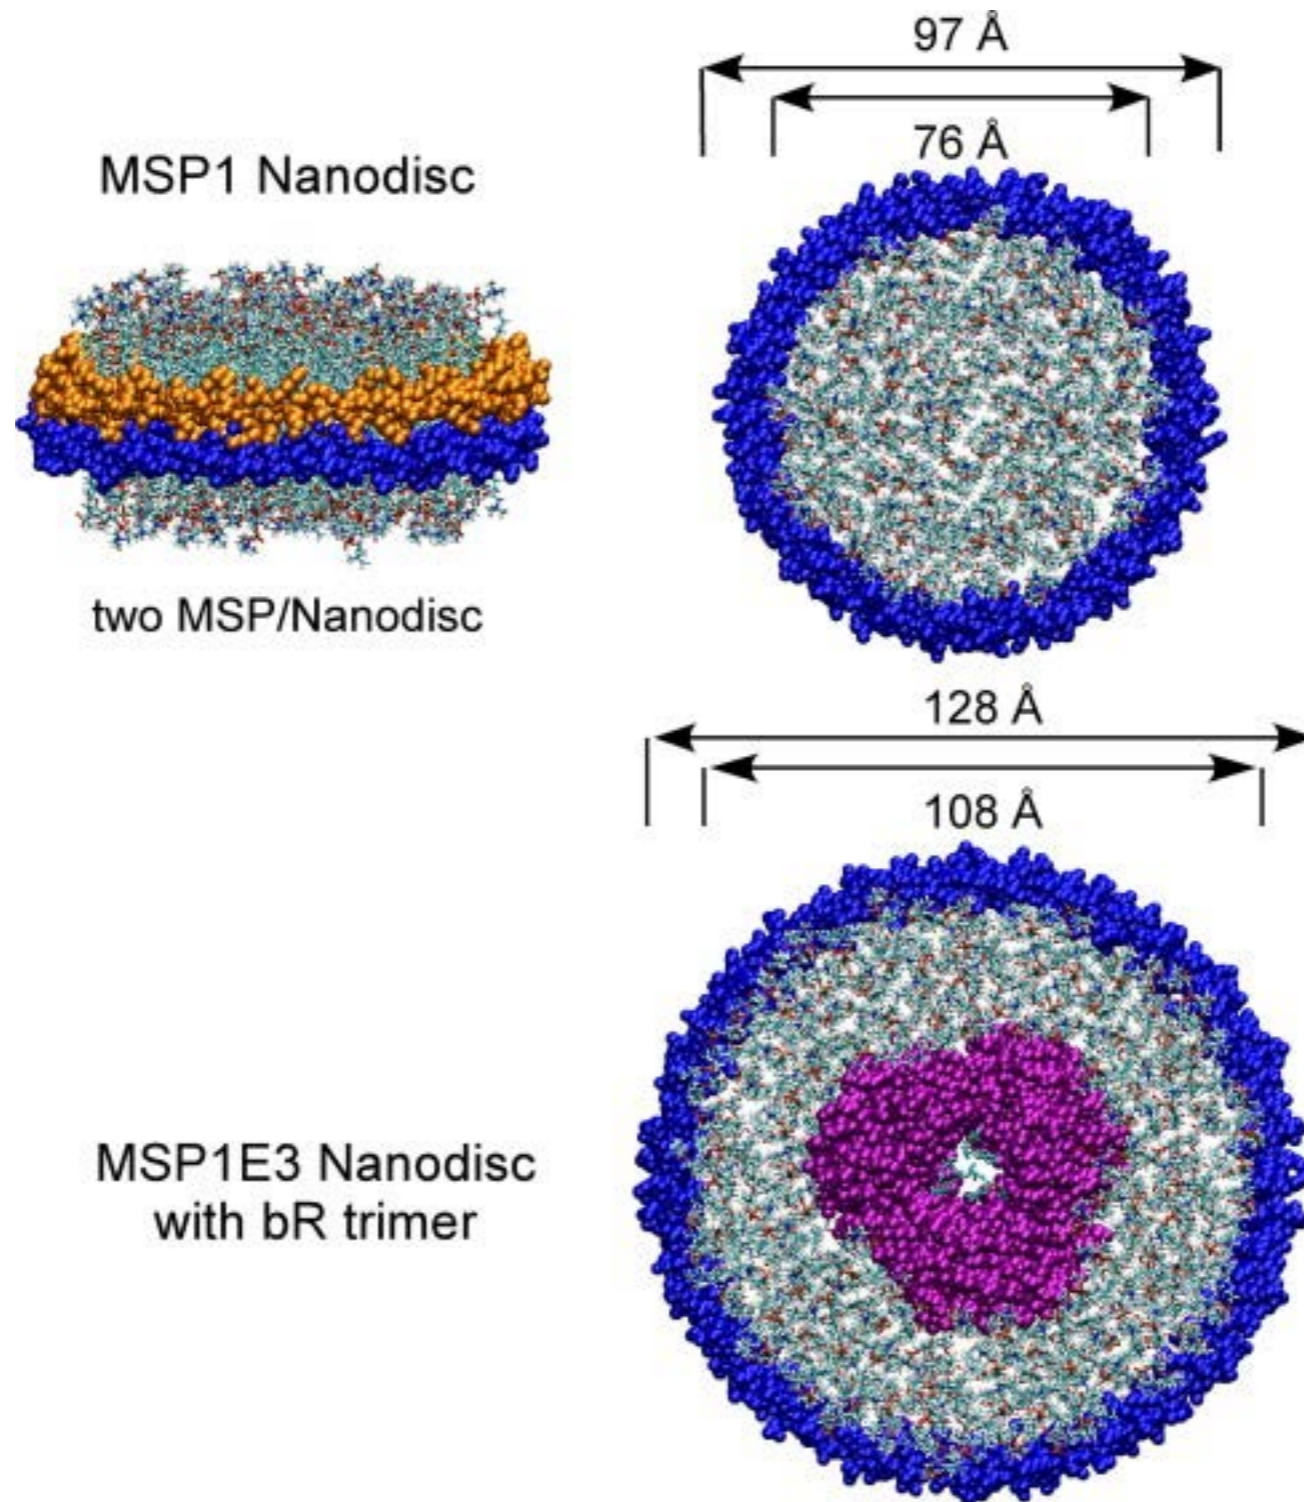 97 Å
76 Å
MSP1 Nanodisc
two MSP/Nanodisc
128 Å
108 Å
MSP1E3 Nanodisc
with bR trimer